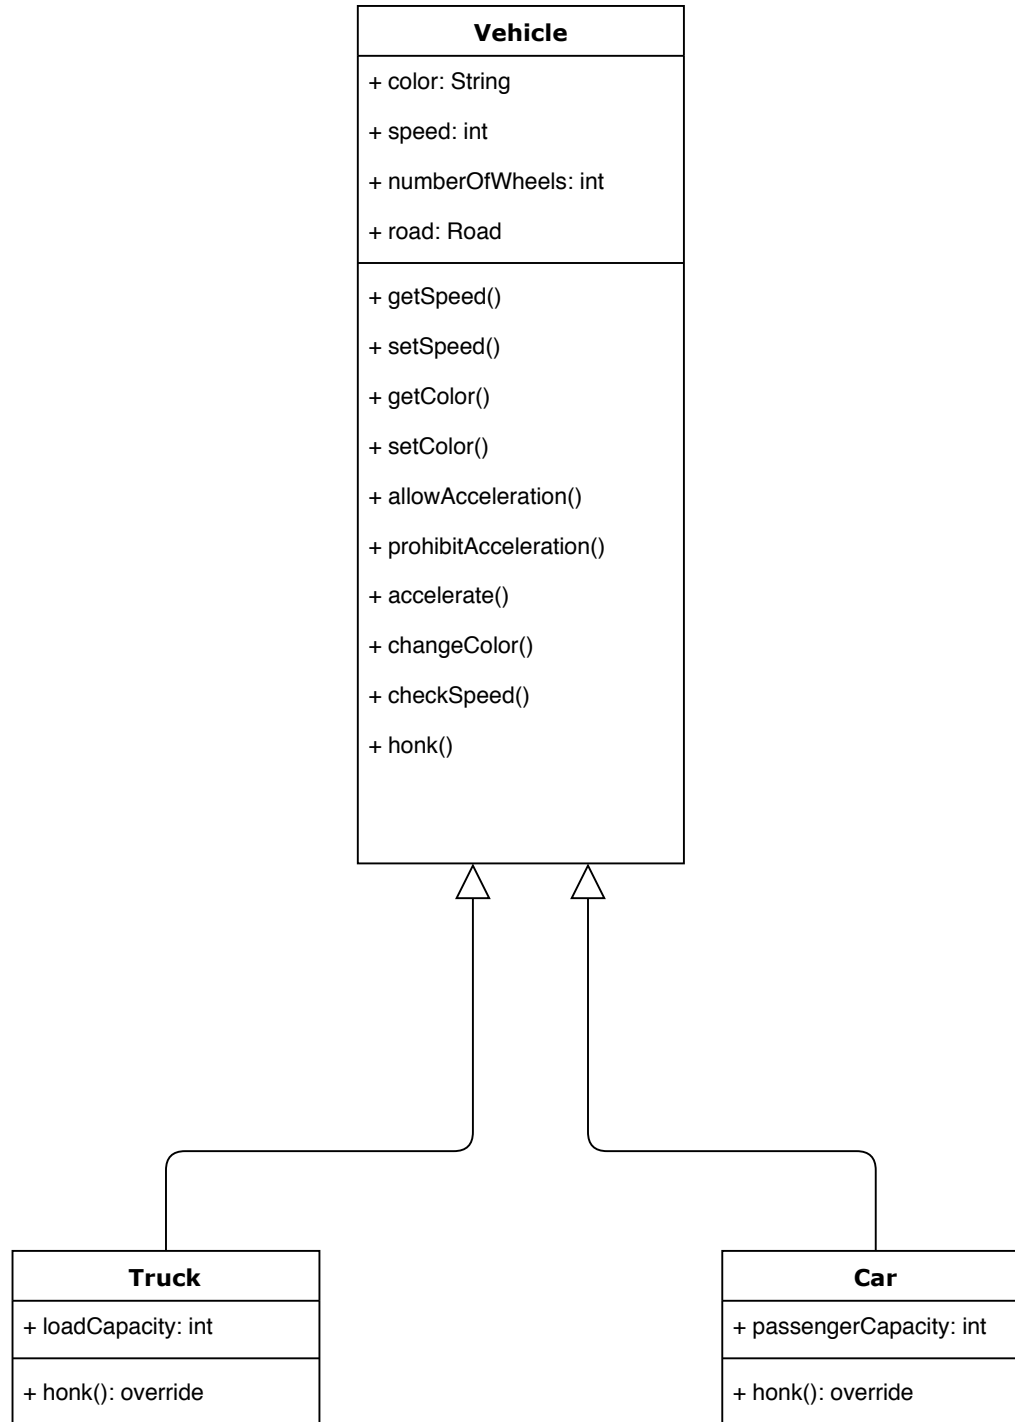 Vehicle
+ color: String
+ speed: int
+ numberOfWheels: int
+ road: Road
+ getSpeed()
+ setSpeed()
+ getColor()
+ setColor()
+ allowAcceleration()
+ prohibitAcceleration()
+ accelerate()
+ changeColor()
+ checkSpeed()
+ honk()
Truck
+ loadCapacity: int
+ honk(): override
Car
+ passengerCapacity: int
+ honk(): override